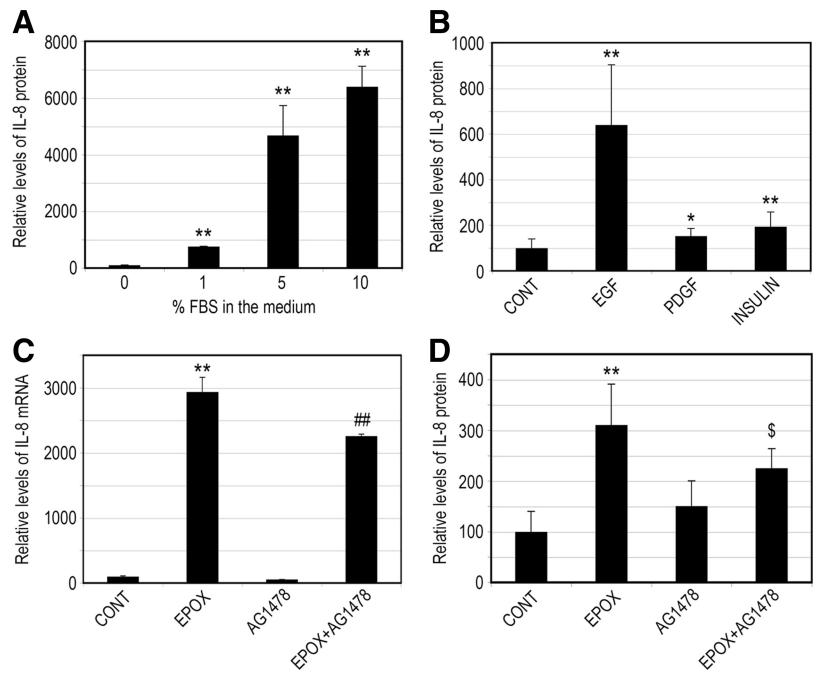 A
Relative levels of IL-8 protein
8000
6000
4000
2000
0
**
**
**
0 1 5 10
% FBS in the medium
B
Relative levels of IL-8 protein
1000
800
600
400
200
0
**
*
**
CONT EGF PDGF INSULIN
C
Relative levels of IL-8 mRNA
3000
2000
1000
0
**
##
CONT EPOX AG1478 EPOX+AG1478
D
Relative levels of IL-8 protein
400
300
200
100
0
**
$
CONT EPOX AG1478 EPOX+AG1478